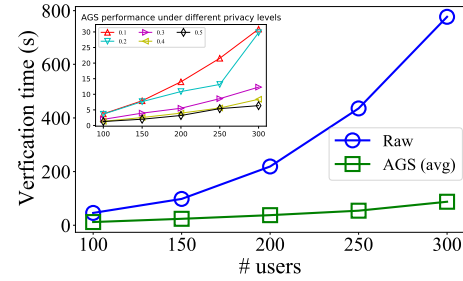 AGS performance under different privacy levels
0.1 0.3 0.5
0.2 0.4
30
25
20
15
10
5
0
100 150 200 250 300
800
600
400
200
0
Verfication time (s)
Raw
AGS (avg)
100 150 200 250 300
# users